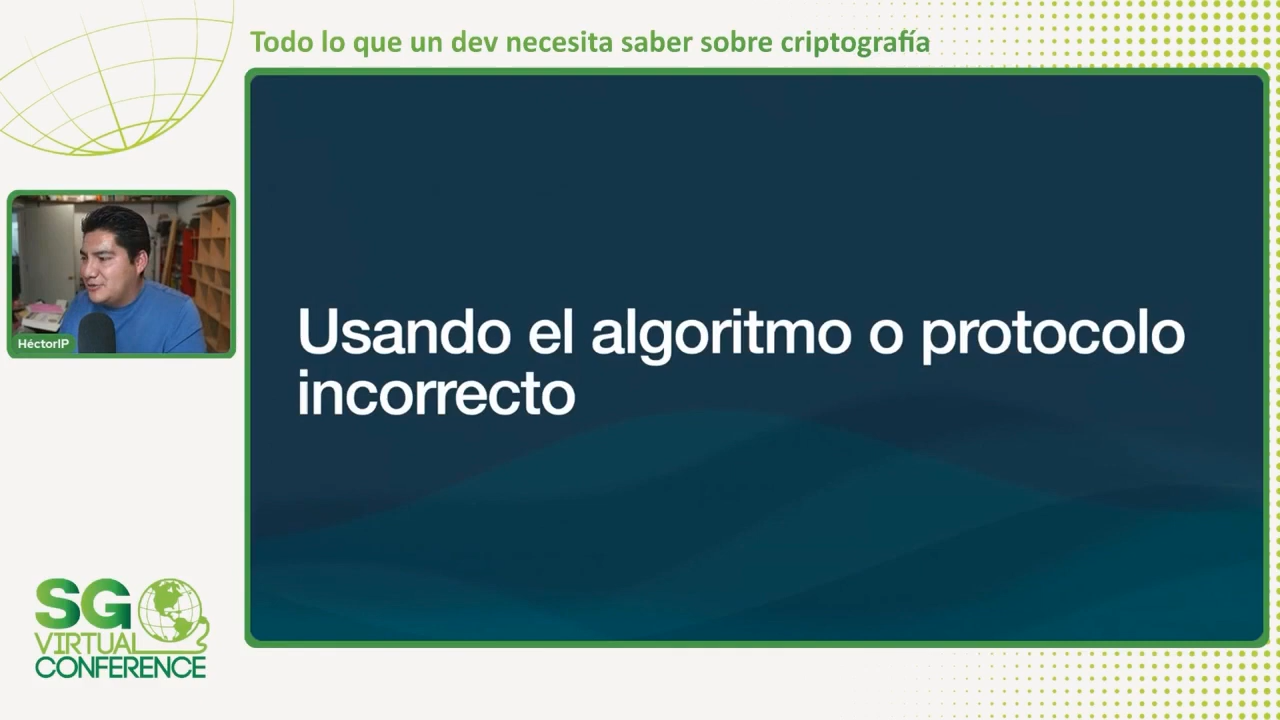 Todo lo que un dev necesita saber sobre criptografía
HéctorIP
Usando el algoritmo o protocolo
incorrecto
SG
VIRTUAL
CONFERENCE